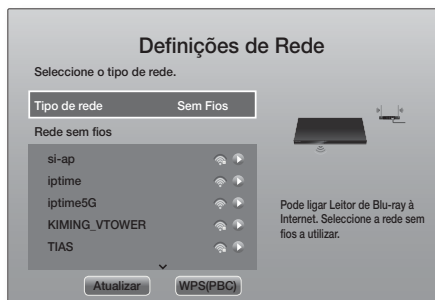 Definições de Rede
Seleccione o tipo de rede.
Tipo de rede Sem Fios
Rede sem fios
si-ap
iptime
iptime5G
KIMING_VTOWER
TIAS
Atualizar WPS(PBC)
Pode ligar Leitor de Blu-ray à
Internet. Seleccione a rede sem
fios a utilizar.